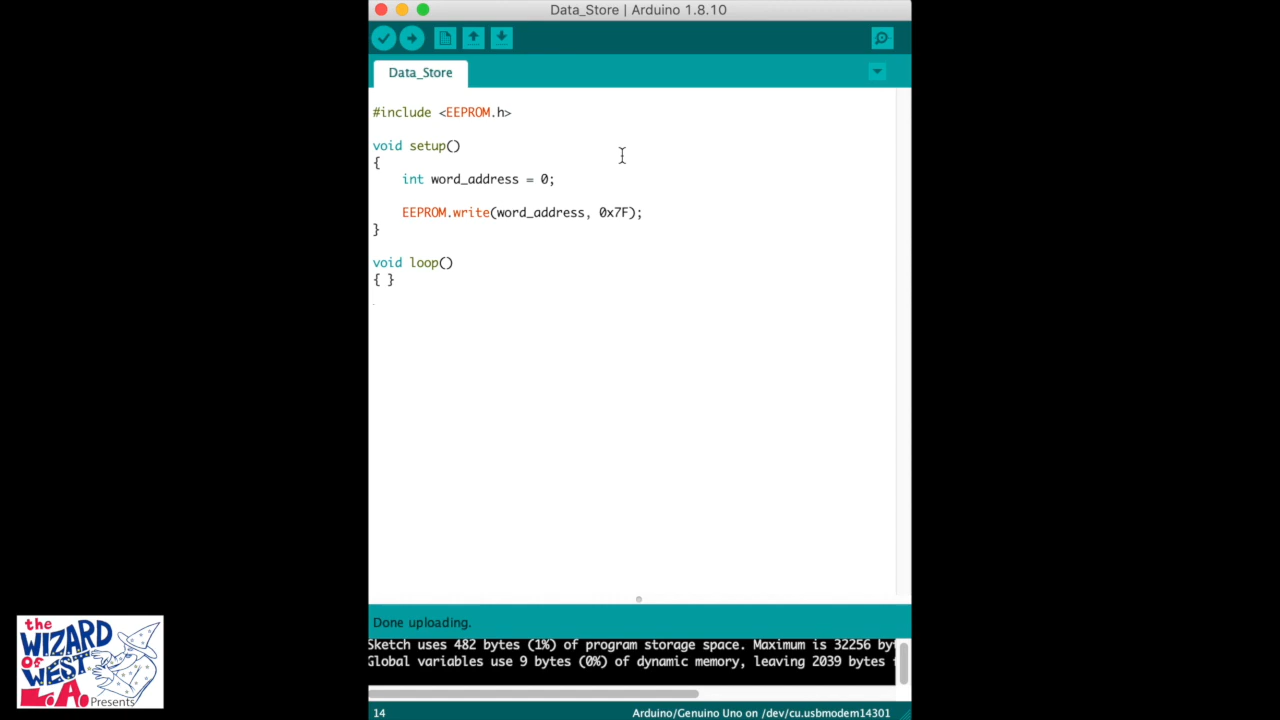 Data_Store | Arduino 1.8.10
Data_Store
#include <EEPROM.h>
void setup()
{
int word_address = 0;
EEPROM.write(word_address, 0x7F);
}
void loop()
{ }
Done uploading.
Sketch uses 482 bytes (1%) of program storage space. Maximum is 32256 by
Global variables use 9 bytes (0%) of dynamic memory, leaving 2039 bytes
14
Arduino/Genuino Uno on /dev/cu.usbmodem14301
the
WIZARD
OF
WEST
L.A.
Presents